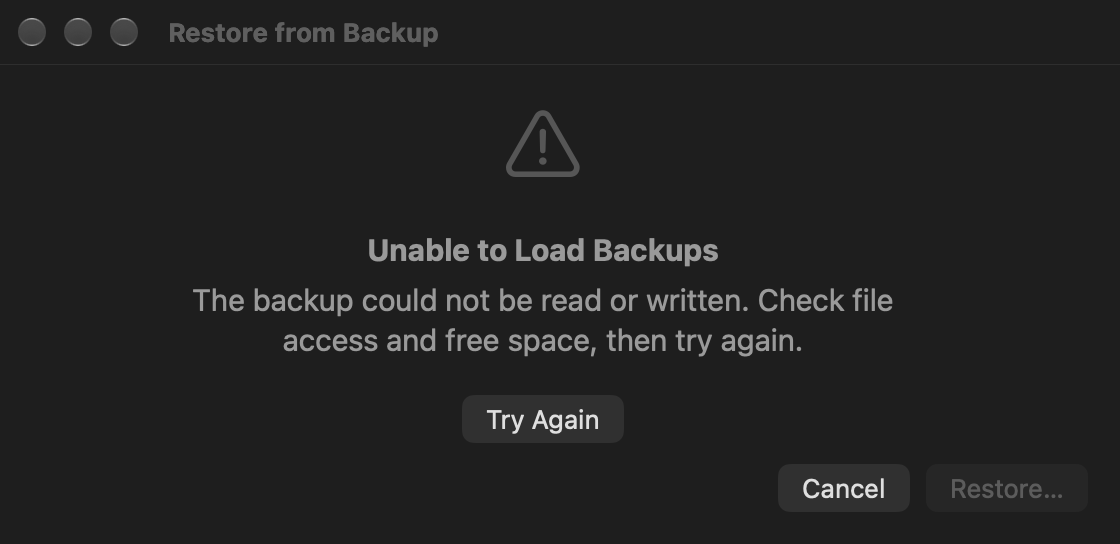 Restore from Backup
Unable to Load Backups
The backup could not be read or written. Check file
access and free space, then try again.
Try Again
Cancel
Restore...